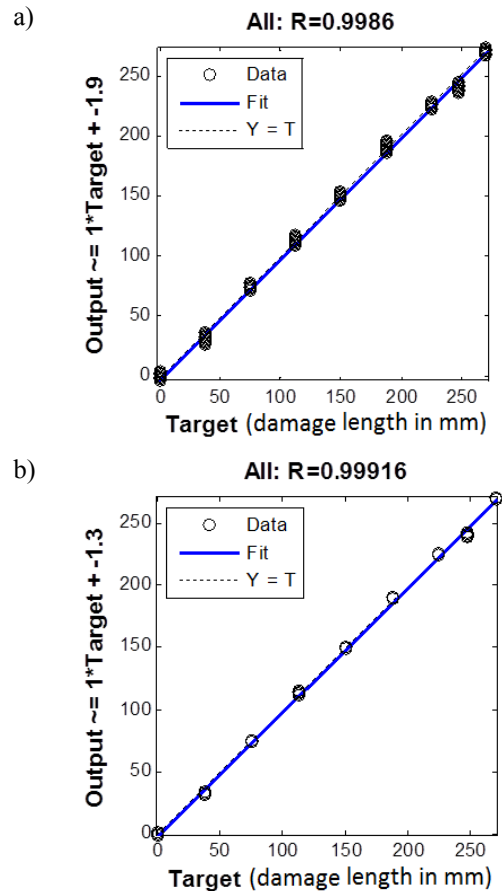 a)
All: R=0.9986
Data
Fit
Y = T
Output ~= 1*Target + -1.9
250
200
150
100
50
0
0 50 100 150 200 250
Target (damage length in mm)
b)
All: R=0.99916
Data
Fit
Y = T
Output ~= 1*Target + -1.3
250
200
150
100
50
0
0 50 100 150 200 250
Target (damage length in mm)